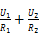 U₁/R₁ + U₂/R₂